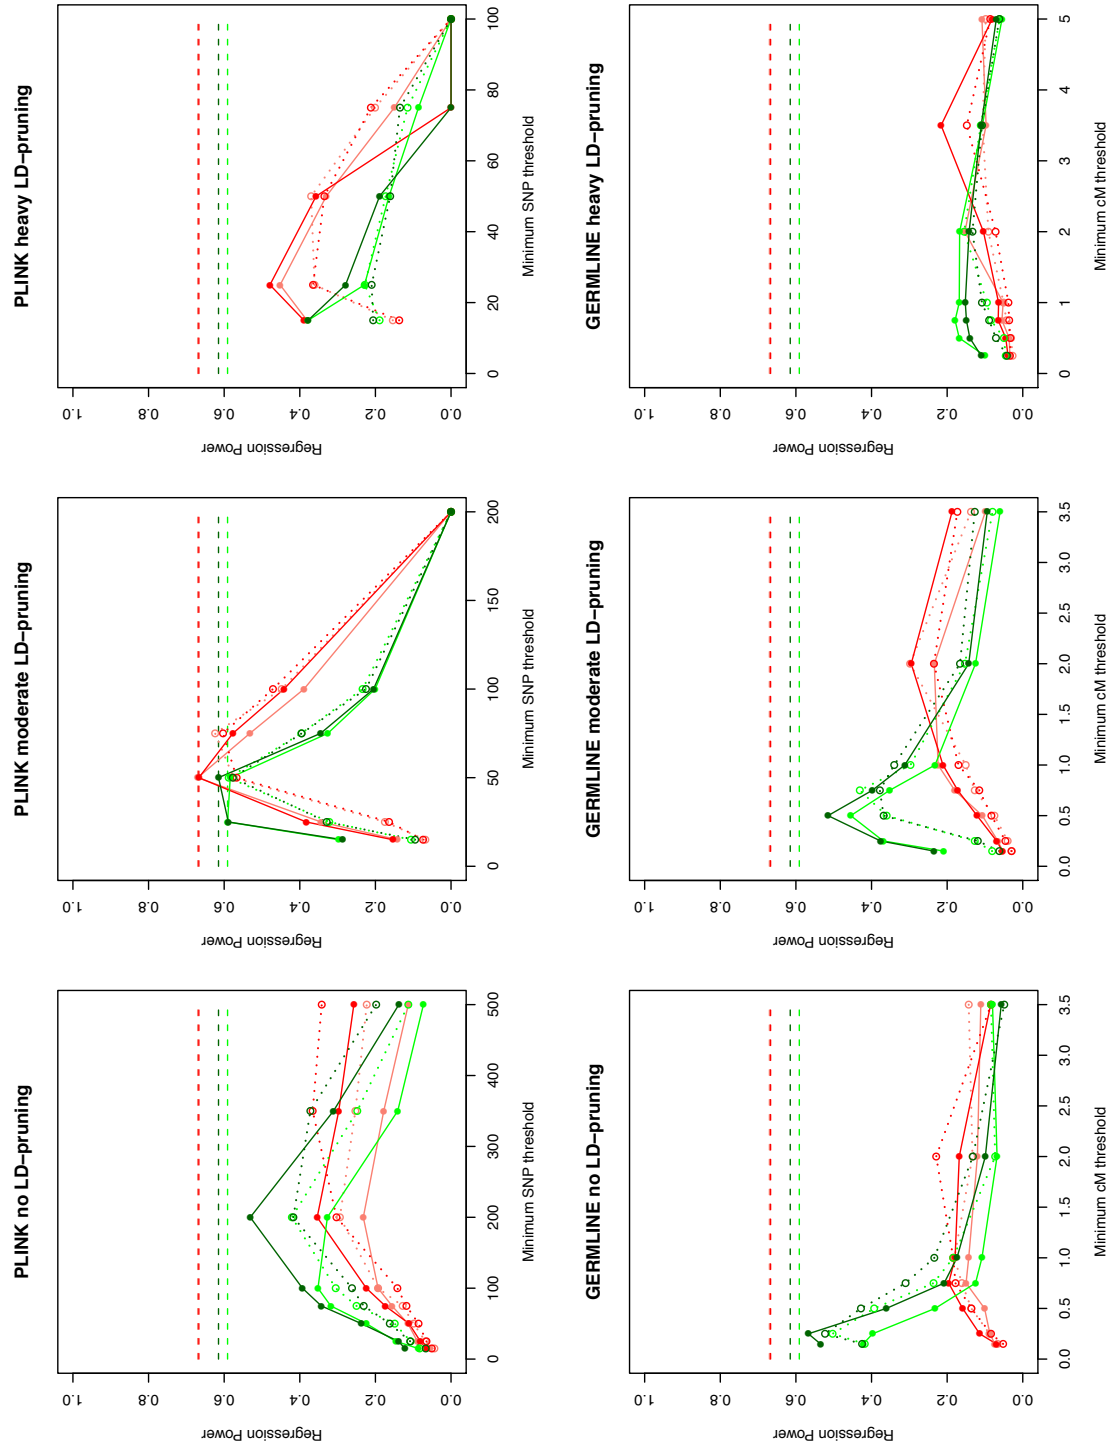 PLINK no LD−pruning
Regression Power
1.0
0.8
0.6
0.4
0.2
0.0
0 100 200 300 400 500
Minimum SNP threshold
PLINK moderate LD−pruning
Regression Power
1.0
0.8
0.6
0.4
0.2
0.0
0 50 100 150 200
Minimum SNP threshold
PLINK heavy LD−pruning
Regression Power
1.0
0.8
0.6
0.4
0.2
0.0
0 20 40 60 80 100
Minimum SNP threshold
GERMLINE no LD−pruning
Regression Power
1.0
0.8
0.6
0.4
0.2
0.0
0.0 0.5 1.0 1.5 2.0 2.5 3.0 3.5
Minimum cM threshold
GERMLINE moderate LD−pruning
Regression Power
1.0
0.8
0.6
0.4
0.2
0.0
0.0 0.5 1.0 1.5 2.0 2.5 3.0 3.5
Minimum cM threshold
GERMLINE heavy LD−pruning
Regression Power
1.0
0.8
0.6
0.4
0.2
0.0
0 1 2 3 4 5
Minimum cM threshold